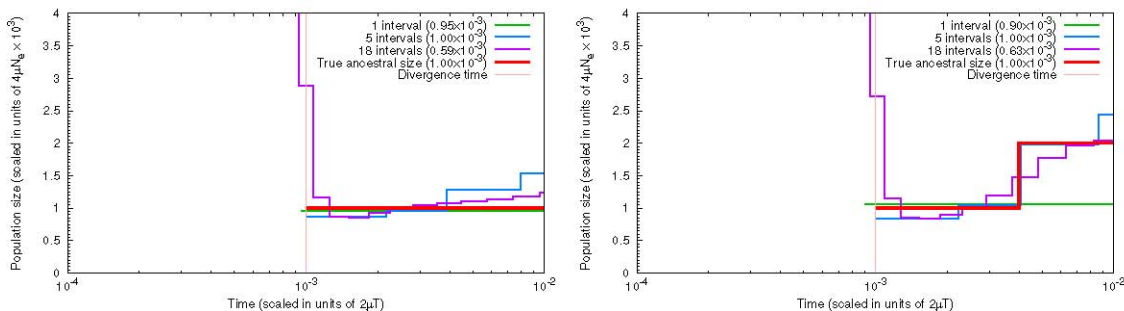 Population size (scaled in units of 4μNₑ × 10³)
4
3.5
3
2.5
2
1.5
1
0.5
0
1 interval (0.95×10⁻³)
5 intervals (1.00×10⁻³)
18 intervals (0.59×10⁻³)
True ancestral size (1.00×10⁻³)
Divergence time
10⁻⁴
10⁻³
10⁻²
Time (scaled in units of 2μT)
Population size (scaled in units of 4μNₑ × 10³)
4
3.5
3
2.5
2
1.5
1
0.5
0
1 interval (0.90×10⁻³)
5 intervals (1.00×10⁻³)
18 intervals (0.63×10⁻³)
True ancestral size (1.00×10⁻³)
Divergence time
10⁻⁴
10⁻³
10⁻²
Time (scaled in units of 2μT)